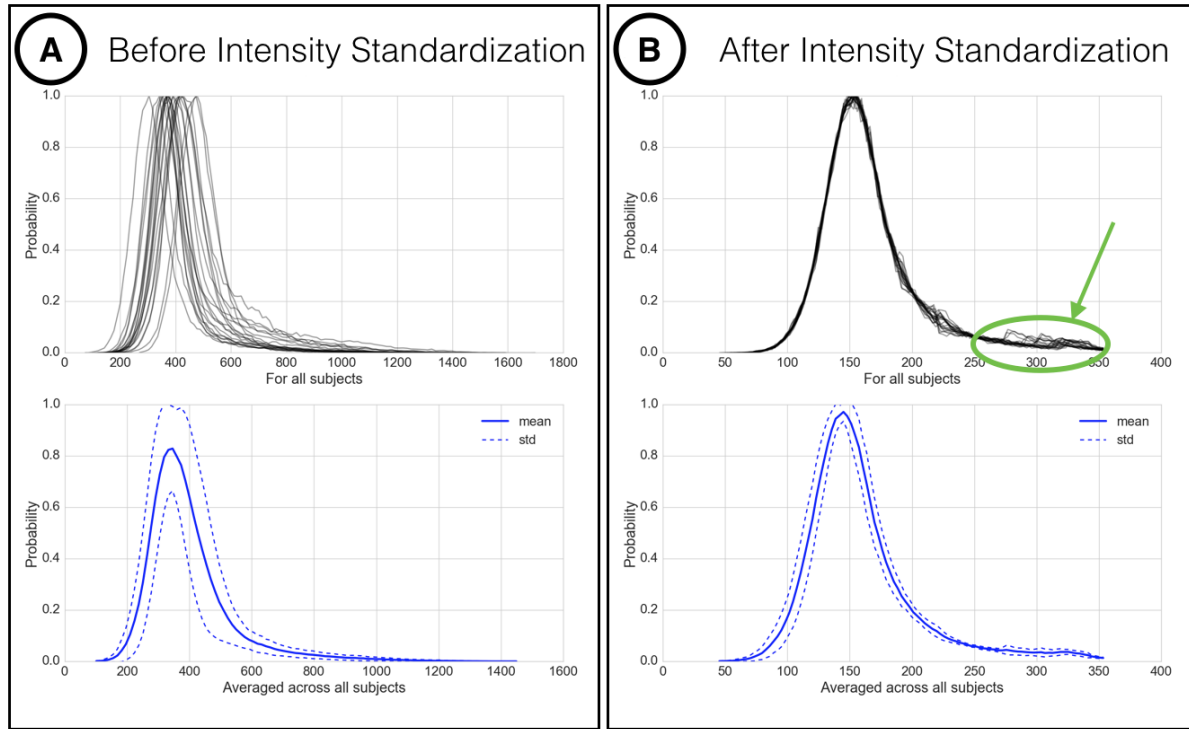 A Before Intensity Standardization
1.0
0.8
0.6
0.4
0.2
0.0
Probability
0 200 400 600 800 1000 1200 1400 1600 1800
For all subjects
1.0
0.8
0.6
0.4
0.2
0.0
Probability
mean
std
0 200 400 600 800 1000 1200 1400 1600
Averaged across all subjects
B After Intensity Standardization
1.0
0.8
0.6
0.4
0.2
0.0
Probability
0 50 100 150 200 250 300 350 400
For all subjects
1.0
0.8
0.6
0.4
0.2
0.0
Probability
mean
std
0 50 100 150 200 250 300 350 400
Averaged across all subjects